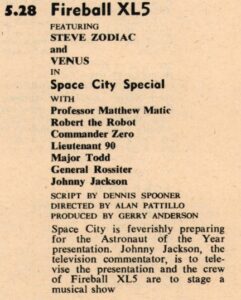 5.28 Fireball XL5
FEATURING
STEVE ZODIAC
and
VENUS
IN
Space City Special
WITH
Professor Matthew Matic
Robert the Robot
Commander Zero
Lieutenant 90
Major Todd
General Rossiter
Johnny Jackson
SCRIPT BY DENNIS SPOONER
DIRECTED BY ALAN PATTILLO
PRODUCED BY GERRY ANDERSON
Space City is feverishly preparing
for the Astronaut of the Year
presentation. Johnny Jackson, the
television commentator, is to tele-
vise the presentation and the crew
of Fireball XL5 are to stage a
musical show